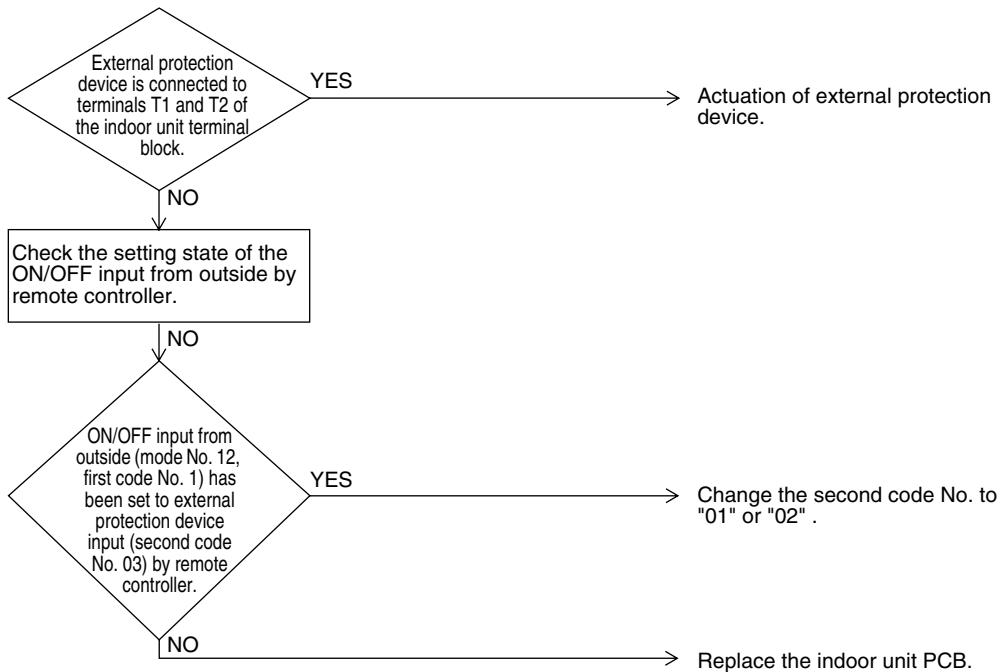 External protection
device is connected to
terminals T1 and T2 of
the indoor unit terminal
block.
YES
Actuation of external protection
device.
NO
Check the setting state of the
ON/OFF input from outside by
remote controller.
NO
ON/OFF input from
outside (mode No. 12,
first code No. 1) has
been set to external
protection device
input (second code
No. 03) by remote
controller.
YES
Change the second code No. to
"01" or "02" .
NO
Replace the indoor unit PCB.